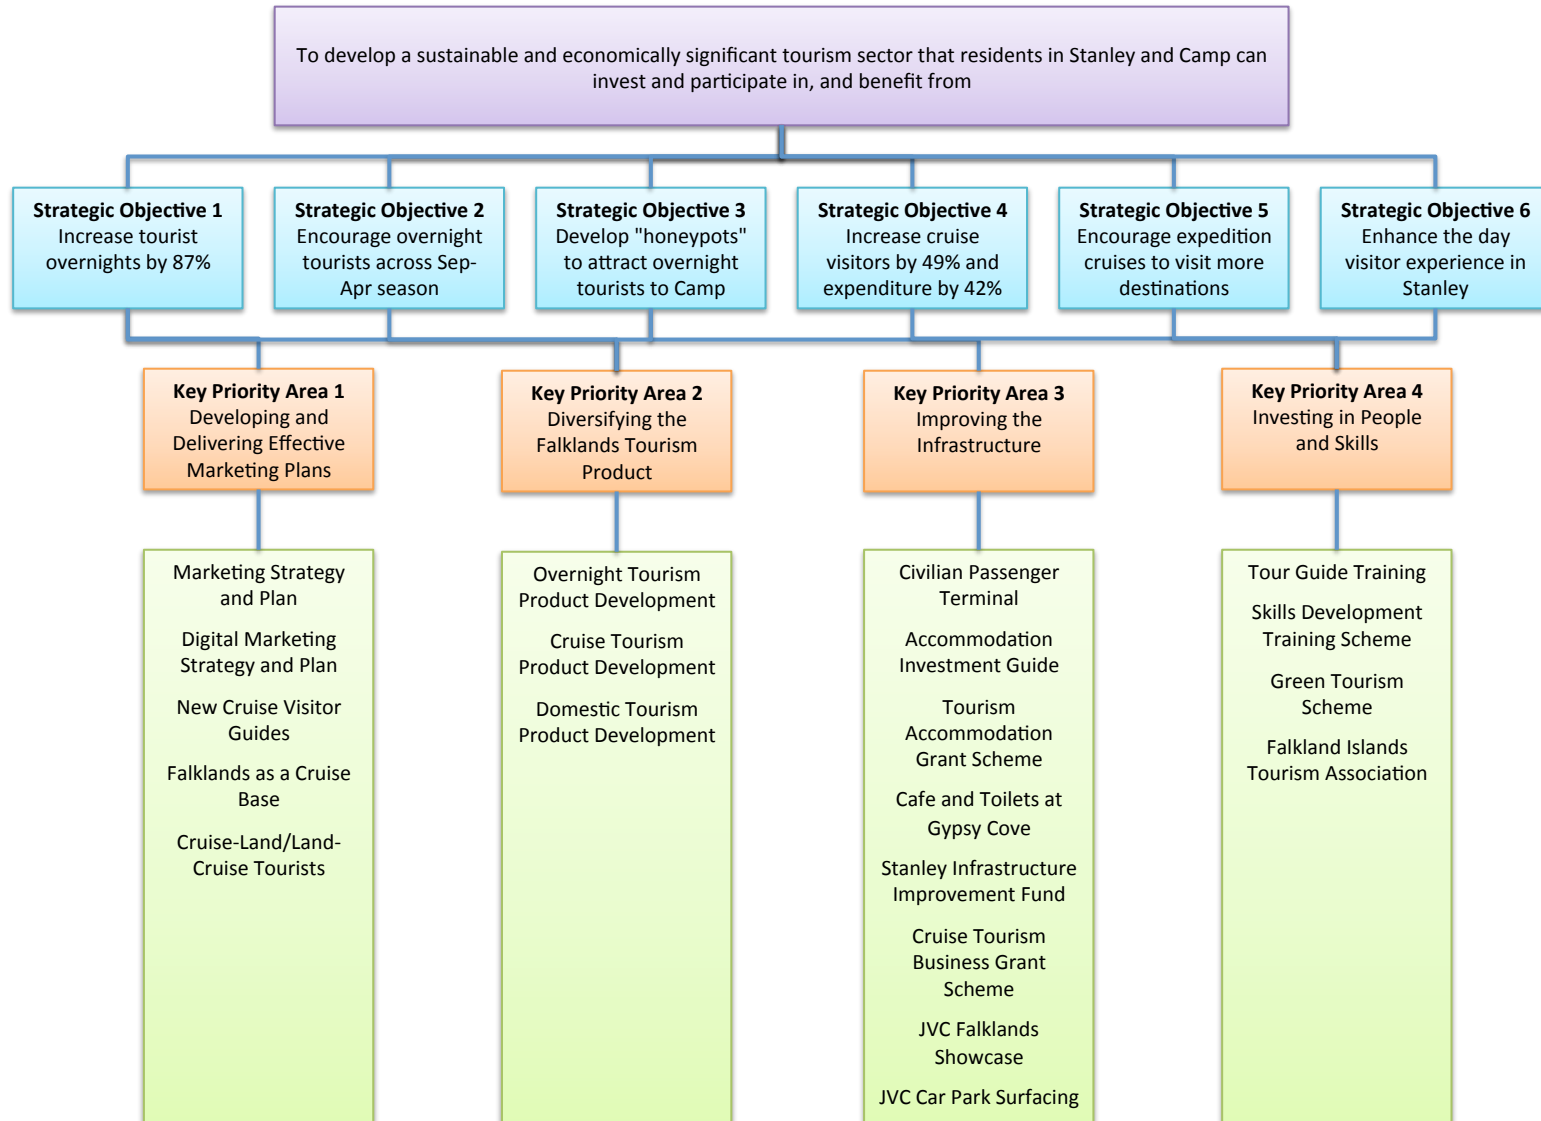 To develop a sustainable and economically significant tourism sector that residents in Stanley and Camp can
invest and participate in, and benefit from
Strategic Objective 1
Increase tourist
overnights by 87%
Strategic Objective 2
Encourage overnight
tourists across Sep-
Apr season
Strategic Objective 3
Develop "honeypots"
to attract overnight
tourists to Camp
Strategic Objective 4
Increase cruise
visitors by 49% and
expenditure by 42%
Strategic Objective 5
Encourage expedition
cruises to visit more
destinations
Strategic Objective 6
Enhance the day
visitor experience in
Stanley
Key Priority Area 1
Developing and
Delivering Effective
Marketing Plans
Key Priority Area 2
Diversifying the
Falklands Tourism
Product
Key Priority Area 3
Improving the
Infrastructure
Key Priority Area 4
Investing in People
and Skills
Marketing Strategy
and Plan
Digital Marketing
Strategy and Plan
New Cruise Visitor
Guides
Falklands as a Cruise
Base
Cruise-Land/Land-
Cruise Tourists
Overnight Tourism
Product Development
Cruise Tourism
Product Development
Domestic Tourism
Product Development
Civilian Passenger
Terminal
Accommodation
Investment Guide
Tourism
Accommodation
Grant Scheme
Cafe and Toilets at
Gypsy Cove
Stanley Infrastructure
Improvement Fund
Cruise Tourism
Business Grant
Scheme
JVC Falklands
Showcase
JVC Car Park Surfacing
Tour Guide Training
Skills Development
Training Scheme
Green Tourism
Scheme
Falkland Islands
Tourism Association